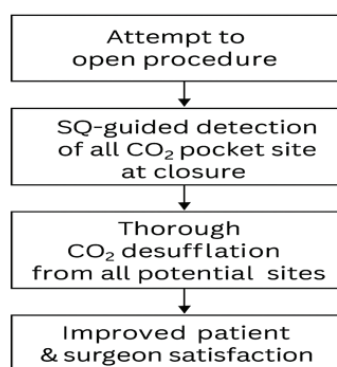 Attempt to
open procedure
SQ-guided detection
of all CO₂ pocket site
at closure
Thorough
CO₂ desufflation
from all potential sites
Improved patient
& surgeon satisfaction